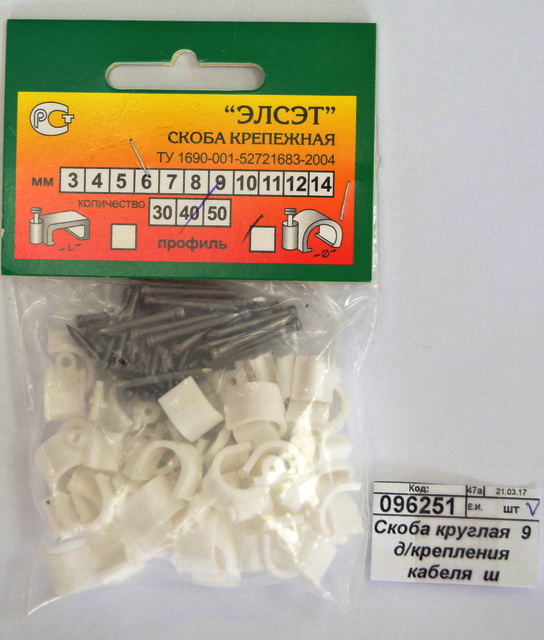 РСТ
"ЭЛСЭТ"
СКОБА КРЕПЕЖНАЯ
ТУ 1690-001-52721683-2004
мм 3 4 5 6 7 8 9 10 11 12 14
количество 30 40 50
L профиль Ø
Код: 47а 21.03.17
096251 Е.И. шт V
Скоба круглая 9
д/крепления
кабеля ш